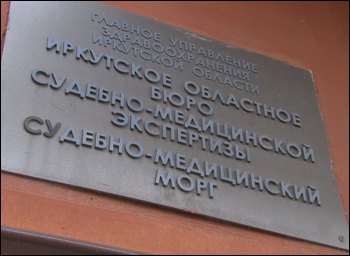 ГЛАВНОЕ УПРАВЛЕНИЕ
ЗДРАВООХРАНЕНИЯ
ИРКУТСКОЙ ОБЛАСТИ
ИРКУТСКОЕ ОБЛАСТНОЕ
БЮРО
СУДЕБНО-МЕДИЦИНСКОЙ
ЭКСПЕРТИЗЫ
СУДЕБНО-МЕДИЦИНСКИЙ
МОРГ